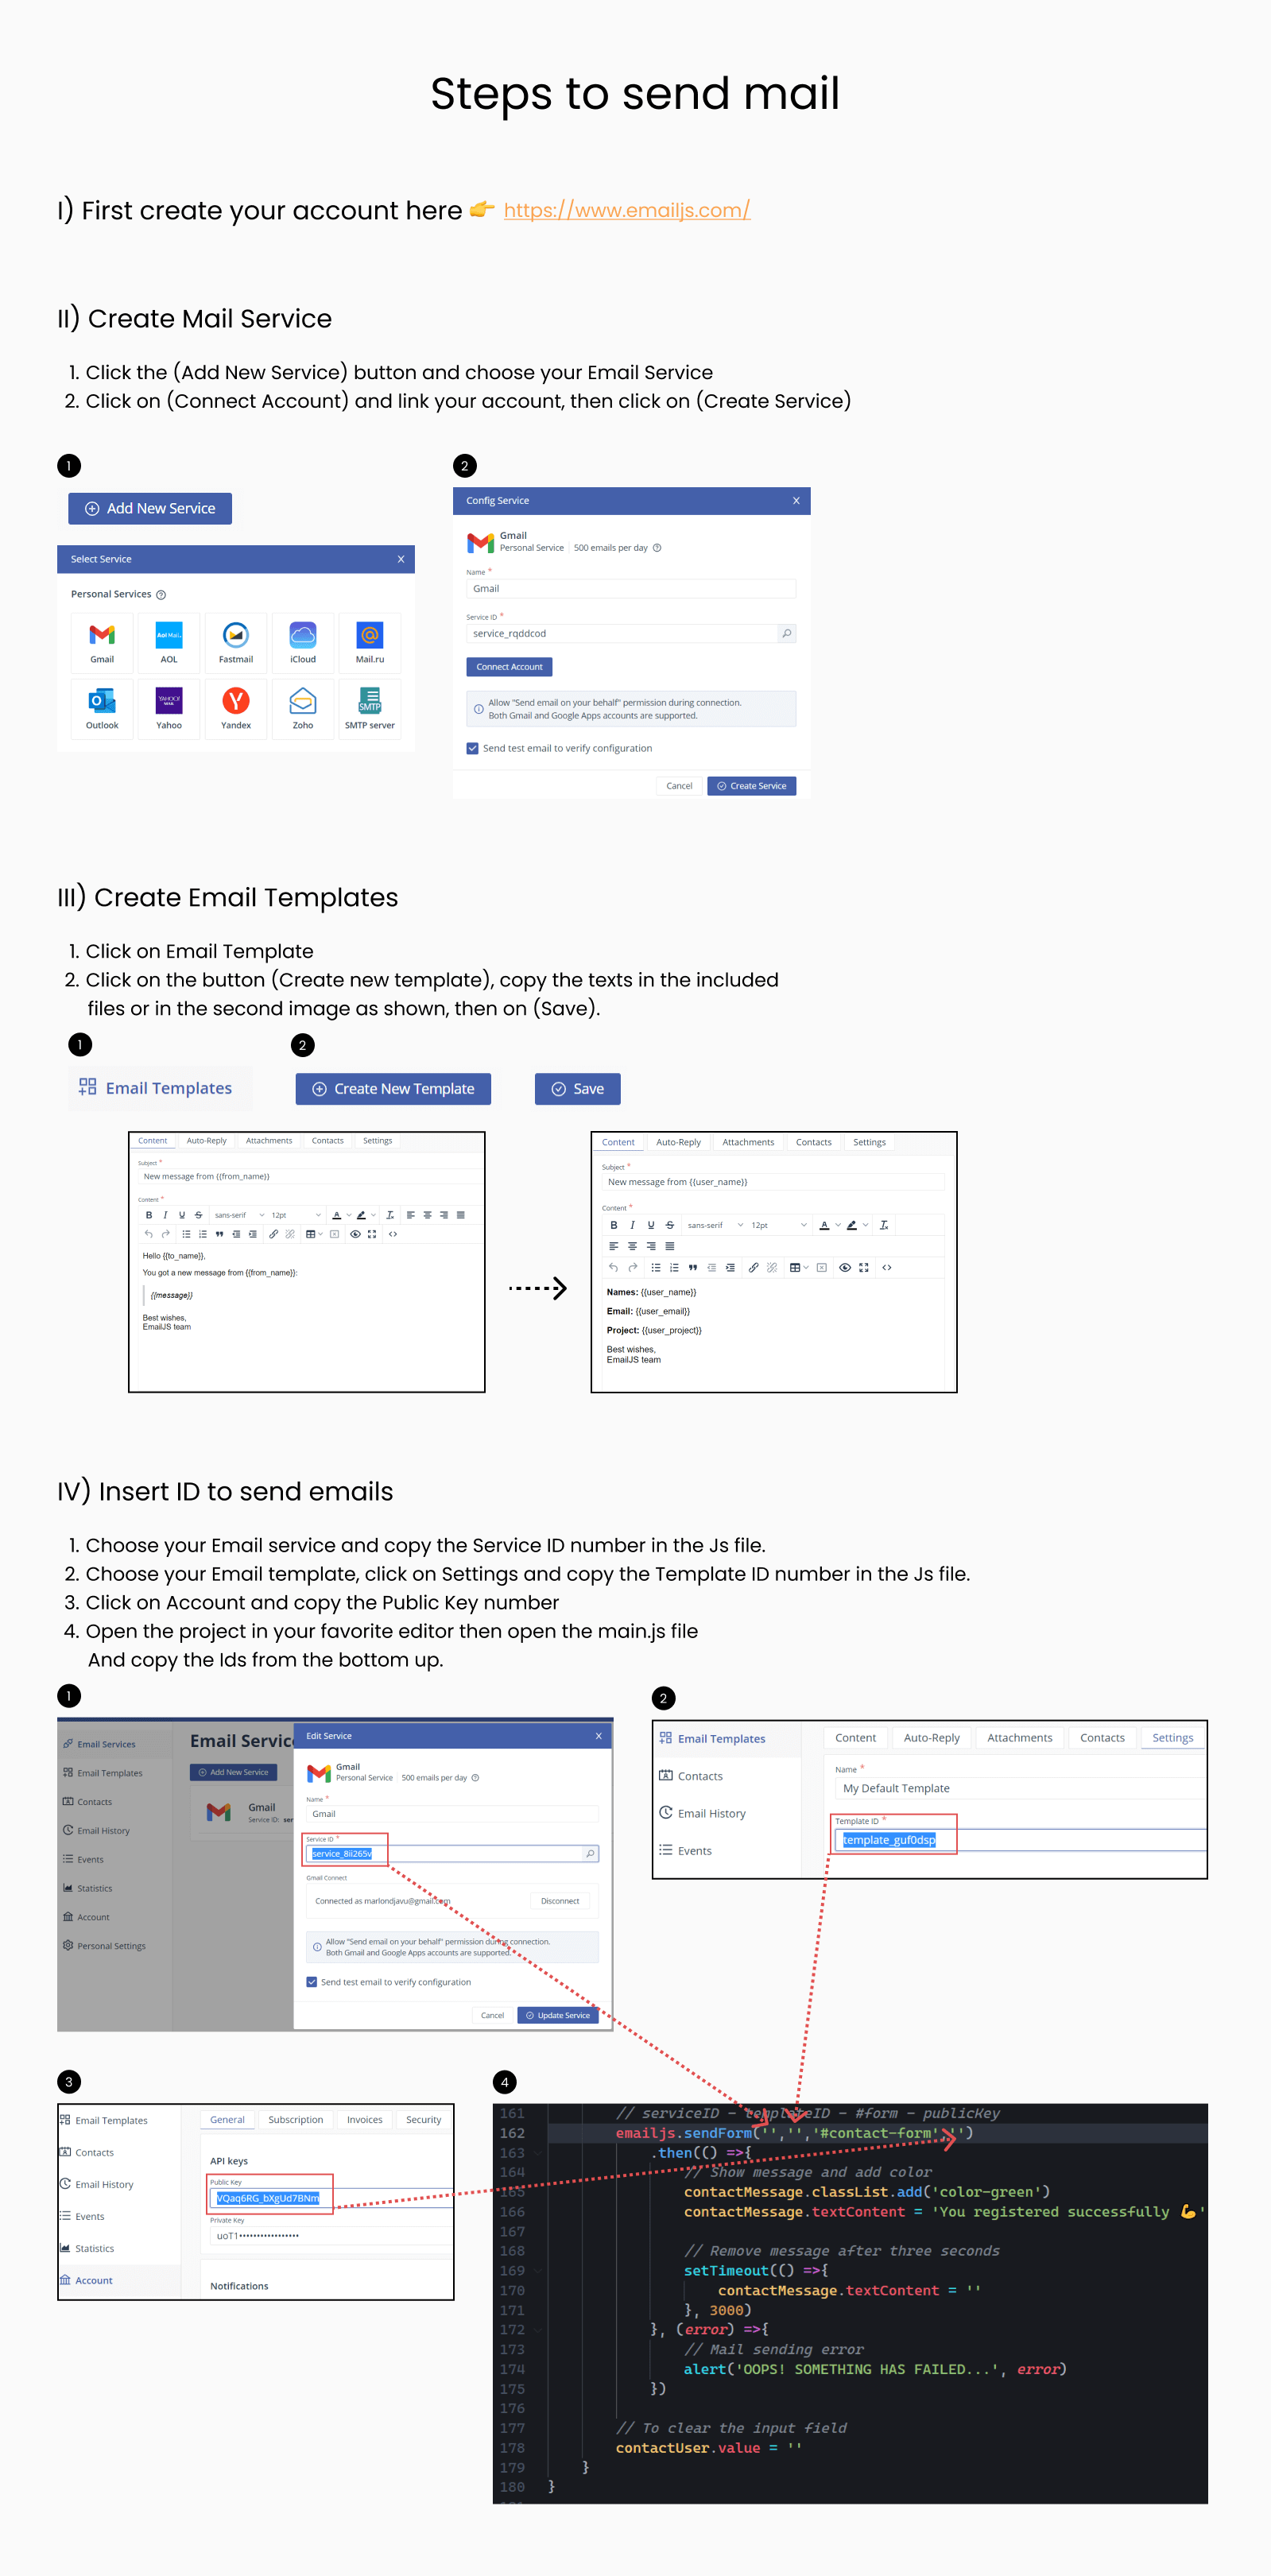 Steps to send mail
I) First create your account here 👉 https://www.emailjs.com/
II) Create Mail Service
1. Click the (Add New Service) button and choose your Email Service
2. Click on (Connect Account) and link your account, then click on (Create Service)
1
Add New Service
Select Service X
Personal Services ?
Gmail AOL Fastmail iCloud Mail.ru
Outlook Yahoo Yandex Zoho SMTP server
2
Config Service X
Gmail
Personal Service 500 emails per day ?
Name *
Gmail
Service ID *
service_rqddcod
Connect Account
Allow "Send email on your behalf" permission during connection.
Both Gmail and Google Apps accounts are supported.
Send test email to verify configuration
Cancel Create Service
III) Create Email Templates
1. Click on Email Template
2. Click on the button (Create new template), copy the texts in the included
files or in the second image as shown, then on (Save).
1
Email Templates
2
Create New Template
Save
Content Auto-Reply Attachments Contacts Settings
Subject *
New message from {{from_name}}
Content *
B I U S sans-serif 12pt
Hello {{to_name}},
You got a new message from {{from_name}}:
{{message}}
Best wishes,
EmailJS team
Content Auto-Reply Attachments Contacts Settings
Subject *
New message from {{user_name}}
Content *
B I U S sans-serif 12pt
Names: {{user_name}}
Email: {{user_email}}
Project: {{user_project}}
Best wishes,
EmailJS team
IV) Insert ID to send emails
1. Choose your Email service and copy the Service ID number in the Js file.
2. Choose your Email template, click on Settings and copy the Template ID number in the Js file.
3. Click on Account and copy the Public Key number
4. Open the project in your favorite editor then open the main.js file
And copy the Ids from the bottom up.
1
Email Services
Email Templates
Contacts
Email History
Events
Statistics
Account
Personal Settings
Email Servic
Add New Service
Gmail
Service ID: ser
Edit Service X
Gmail
Personal Service 500 emails per day ?
Name *
Gmail
Service ID *
service_8ii265v
Gmail Connect
Connected as marlondjavu@gmail.com Disconnect
Allow "Send email on your behalf" permission during connection.
Both Gmail and Google Apps accounts are supported.
Send test email to verify configuration
Cancel Update Service
2
Email Templates
Contacts
Email History
Events
Content Auto-Reply Attachments Contacts Settings
Name *
My Default Template
Template ID *
template_guf0dsp
3
Email Templates
Contacts
Email History
Events
Statistics
Account
General Subscription Invoices Security
API keys
Public Key
VQaq6RG_bXgUd7BNm
Private Key
uoT1••••••••••••••••
Notifications
4
161 // serviceID - templateID - #form - publicKey
162 emailjs.sendForm('','','#contact-form','')
163 .then(() =>{
164 // Show message and add color
165 contactMessage.classList.add('color-green')
166 contactMessage.textContent = 'You registered successfully 💪'
167
168 // Remove message after three seconds
169 setTimeout(() =>{
170 contactMessage.textContent = ''
171 }, 3000)
172 }, (error) =>{
173 // Mail sending error
174 alert('OOPS! SOMETHING HAS FAILED...', error)
175 })
176
177 // To clear the input field
178 contactUser.value = ''
179 }
180 }